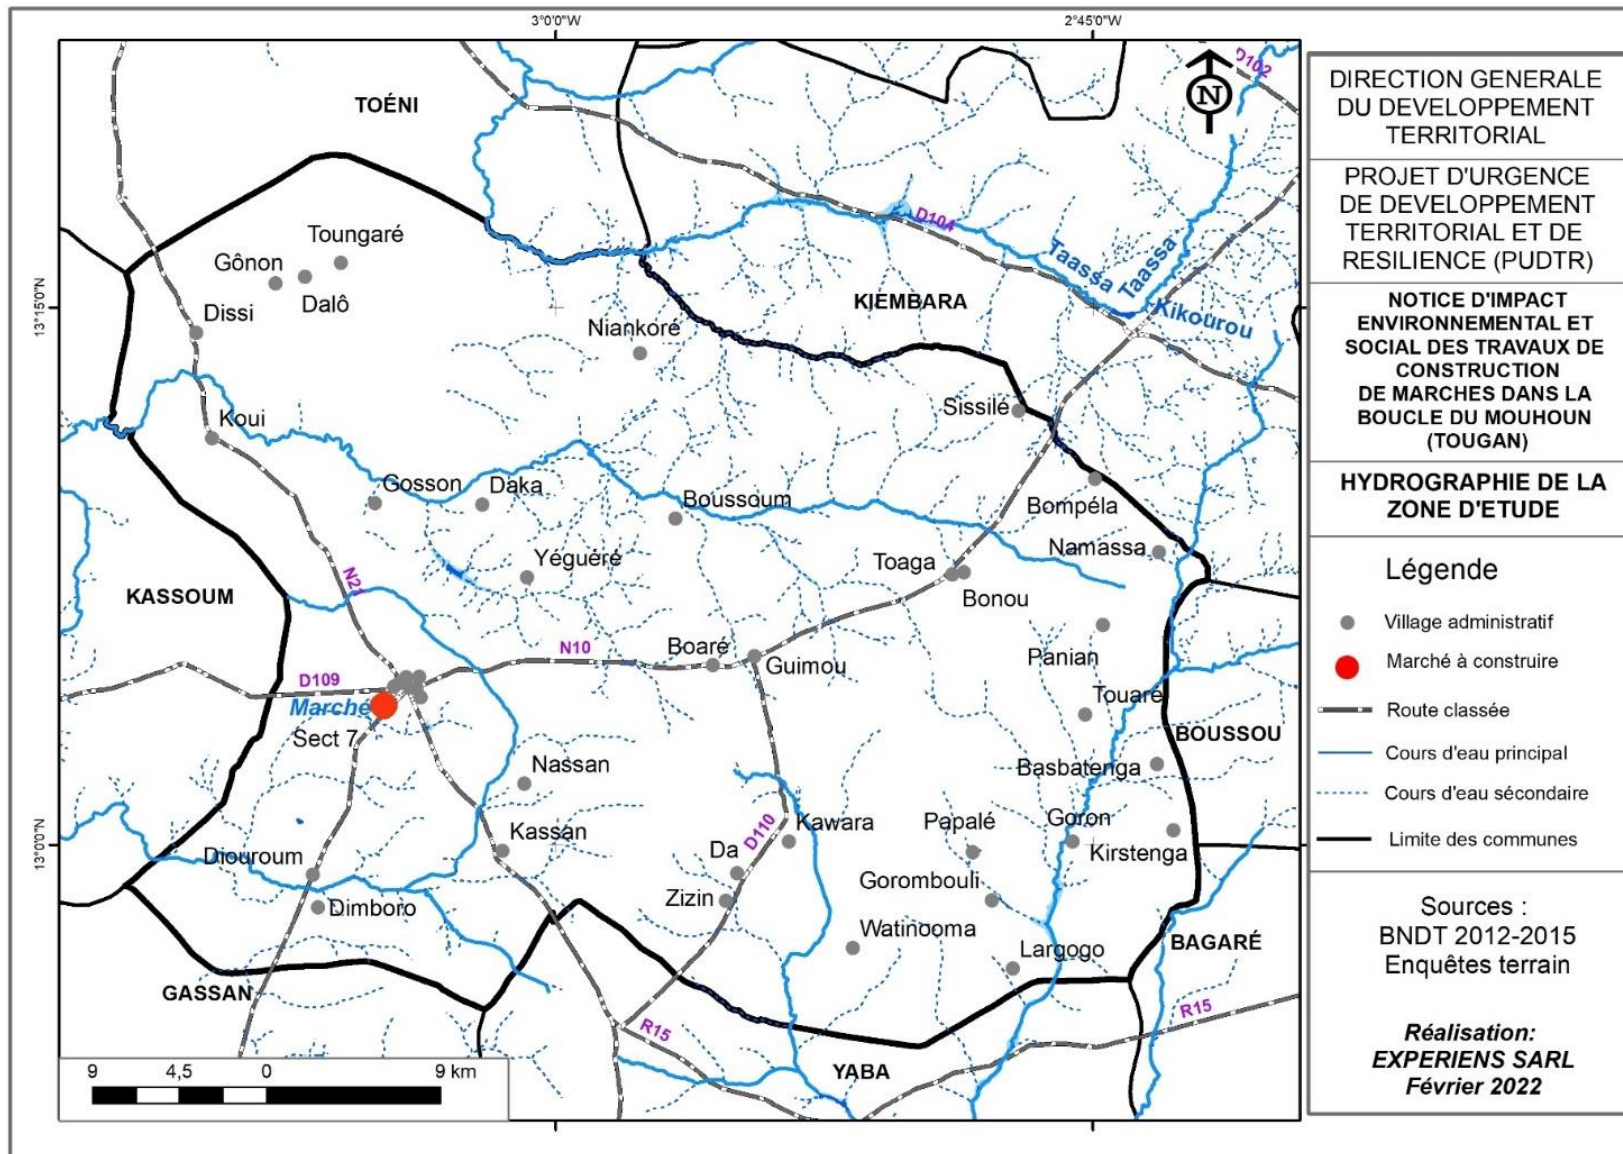 3°0'0"W
2°45'0"W
D102
TOÉNI
N
Toungaré
Gônon
Dalô
D104
Taassa
Taassa
13°15'0"N
Dissi
KIEMBARA
Kikourou
Niankoré
Koui
Sissilé
Gosson
Daka
Boussoum
Bompéla
Yéguéré
Toaga
Namassa
N21
KASSOUM
Bonou
N10
Boaré
Guimou
Panian
D109
Touaré
Marché
Sect 7
BOUSSOU
Nassan
Basbatenga
Kassan
D110
Kawara
Papalé
Goron
13°0'0"N
Diouroum
Da
Kirstenga
Zizin
Gorombouli
Dimboro
Watinooma
BAGARÉ
Largogo
GASSAN
R15
R15
YABA
9 4,5 0 9 km
DIRECTION GENERALE
DU DEVELOPPEMENT
TERRITORIAL
PROJET D'URGENCE
DE DEVELOPPEMENT
TERRITORIAL ET DE
RESILIENCE (PUDTR)
NOTICE D'IMPACT
ENVIRONNEMENTAL ET
SOCIAL DES TRAVAUX DE
CONSTRUCTION
DE MARCHES DANS LA
BOUCLE DU MOUHOUN
(TOUGAN)
HYDROGRAPHIE DE LA
ZONE D'ETUDE
Légende
Village administratif
Marché à construire
Route classée
Cours d'eau principal
Cours d'eau sécondaire
Limite des communes
Sources :
BNDT 2012-2015
Enquêtes terrain
Réalisation:
EXPERIENS SARL
Février 2022